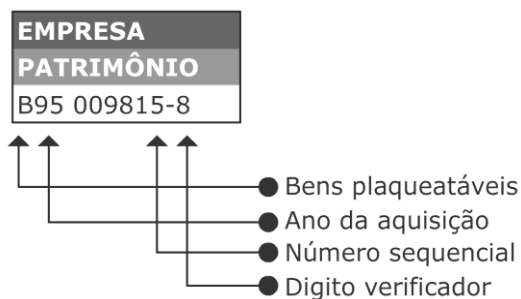 EMPRESA
PATRIMÔNIO
B95 009815-8
Bens plaqueatáveis
Ano da aquisição
Número sequencial
Digito verificador